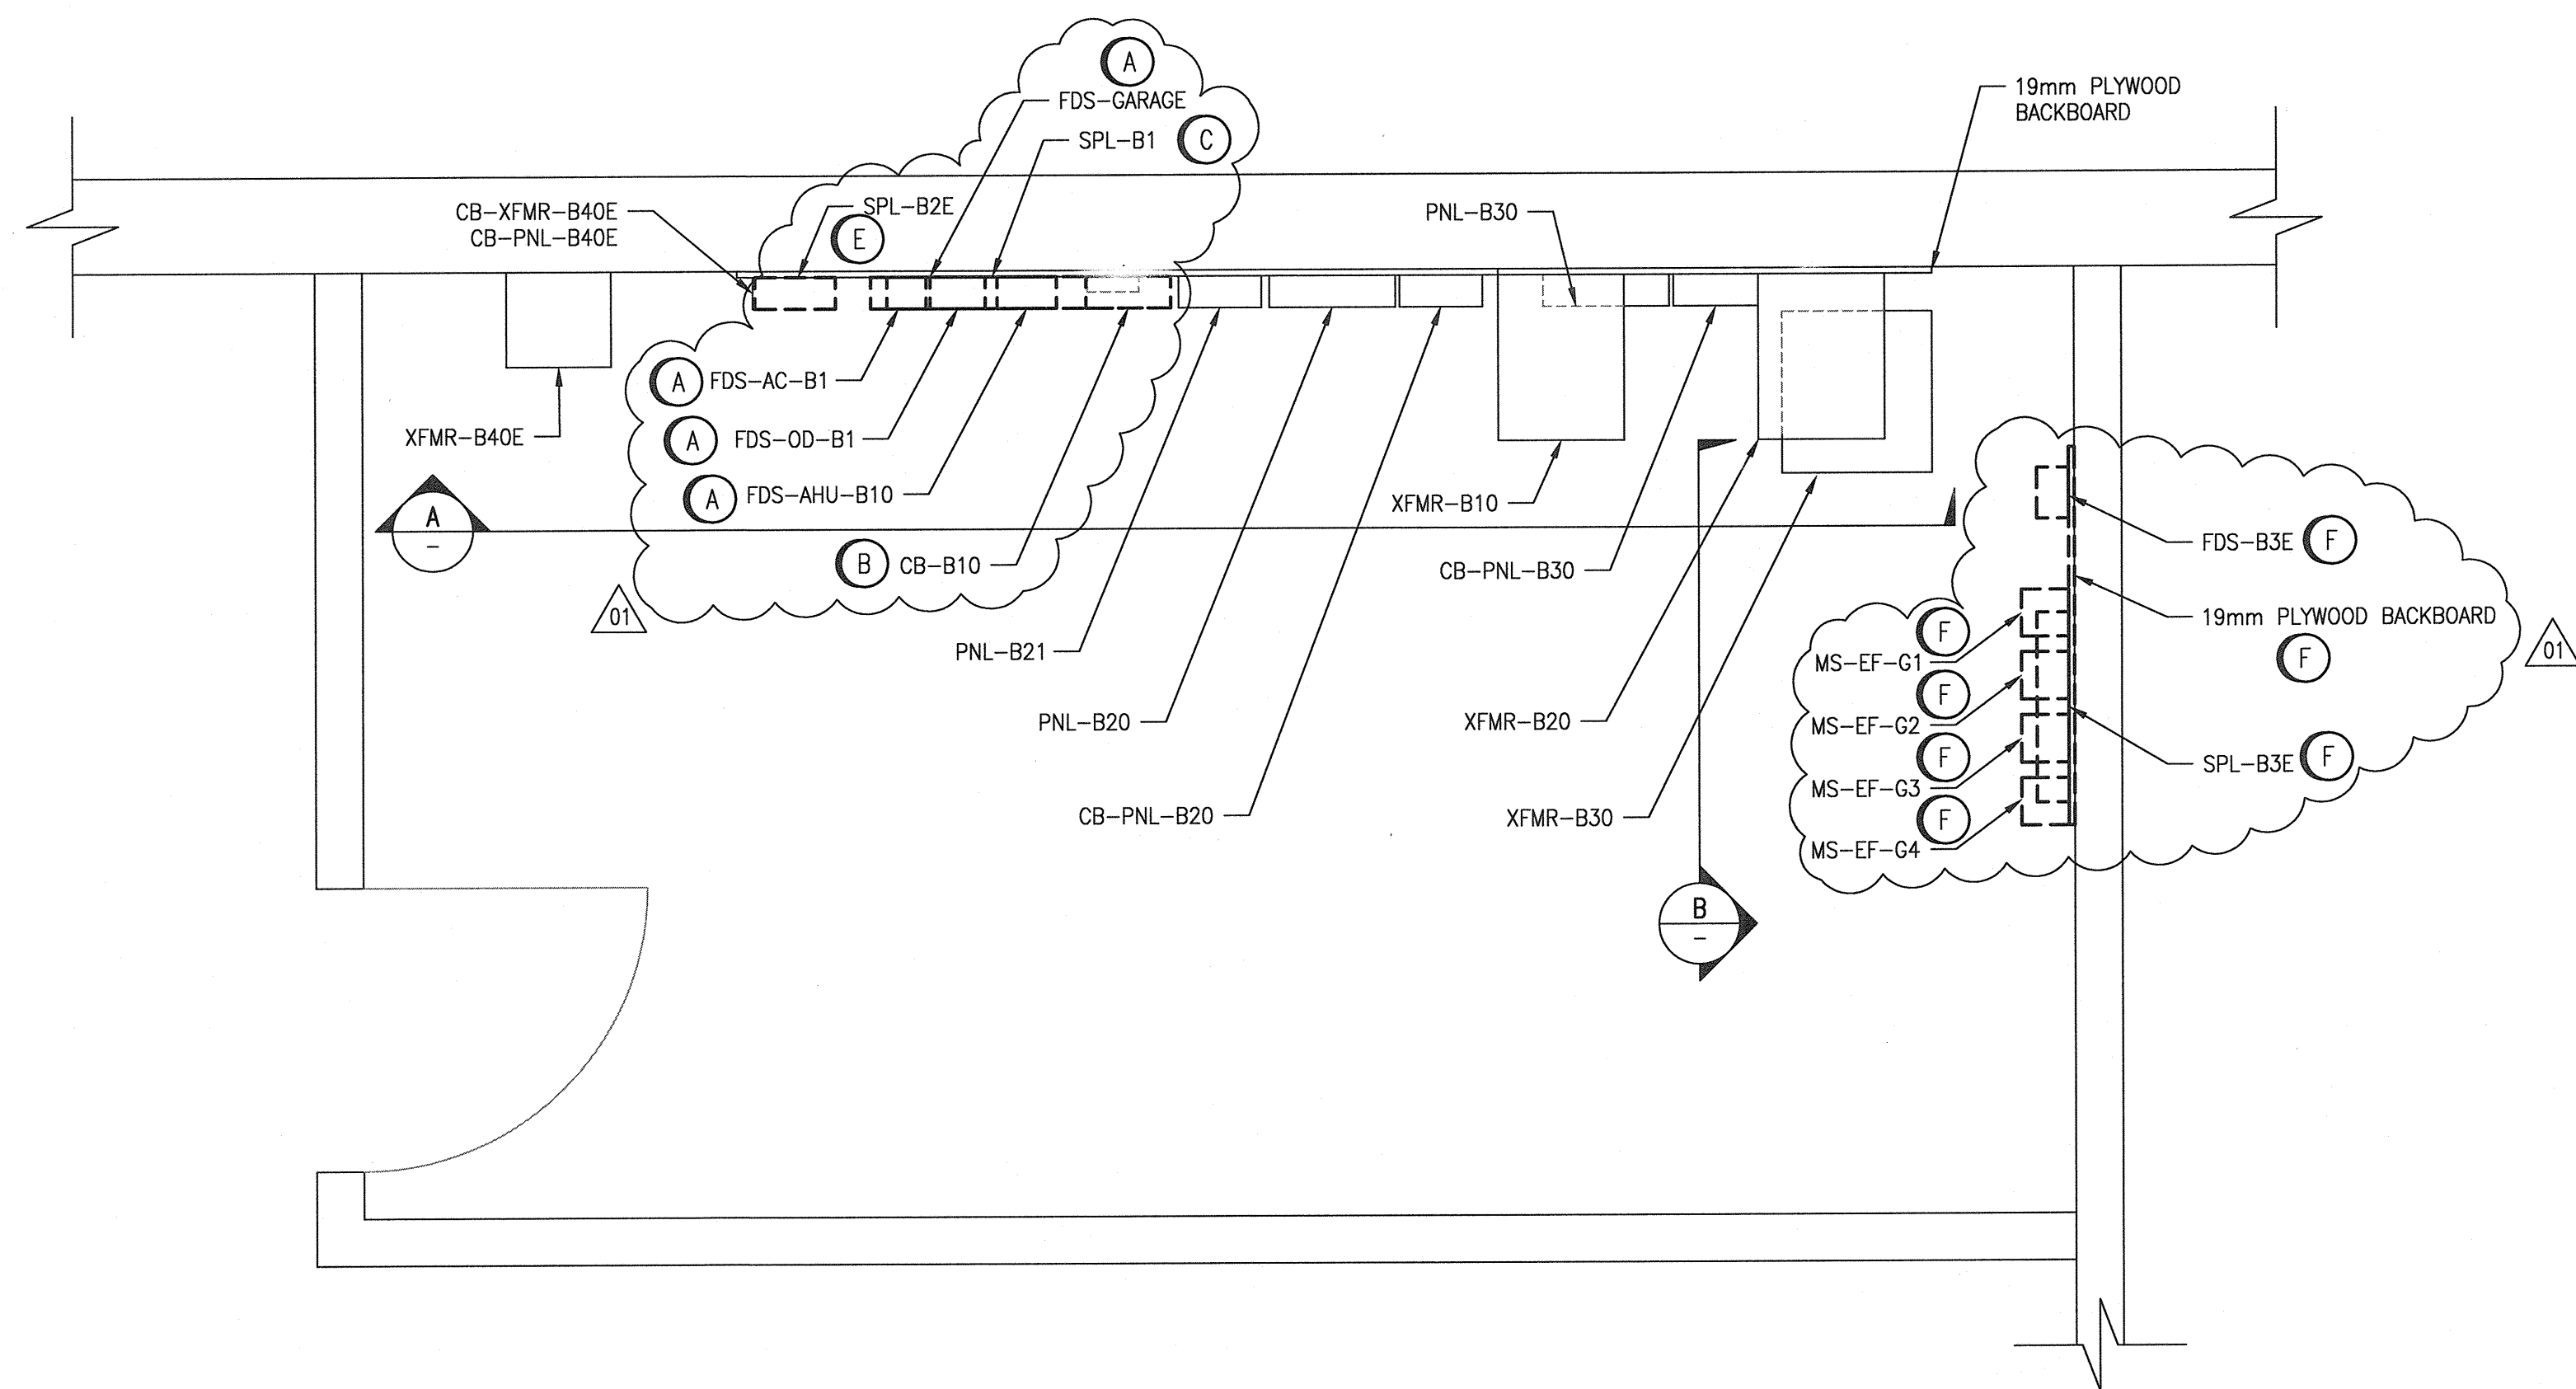 A
FDS-GARAGE
SPL-B1
C
19mm PLYWOOD
BACKBOARD
CB-XFMR-B40E
CB-PNL-B40E
SPL-B2E
E
PNL-B30
A
FDS-AC-B1
XFMR-B40E
A
FDS-OD-B1
A
FDS-AHU-B10
A
-
XFMR-B10
B
CB-B10
CB-PNL-B30
FDS-B3E
F
01
19mm PLYWOOD BACKBOARD
F
01
PNL-B21
F
MS-EF-G1
F
MS-EF-G2
PNL-B20
XFMR-B20
F
MS-EF-G3
SPL-B3E
F
CB-PNL-B20
XFMR-B30
F
MS-EF-G4
B
-